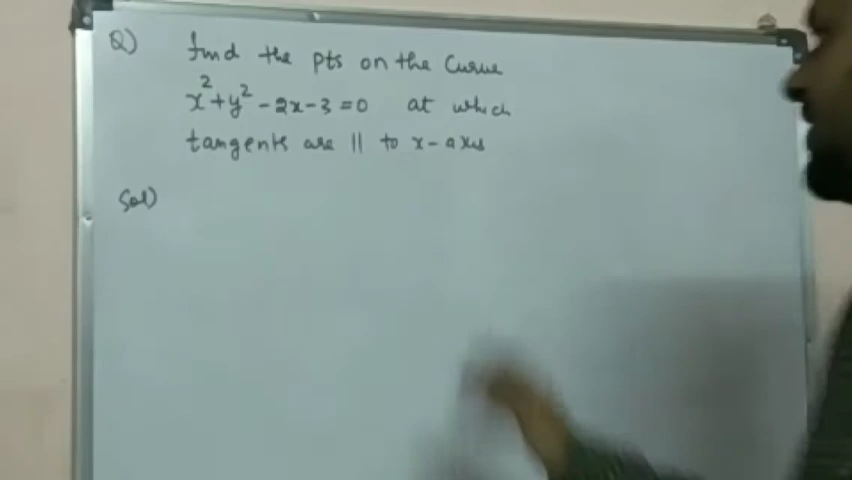 Q) find the pts on the curve
x²+y²-2x-3=0 at which
tangents are || to x-axis
Sol)